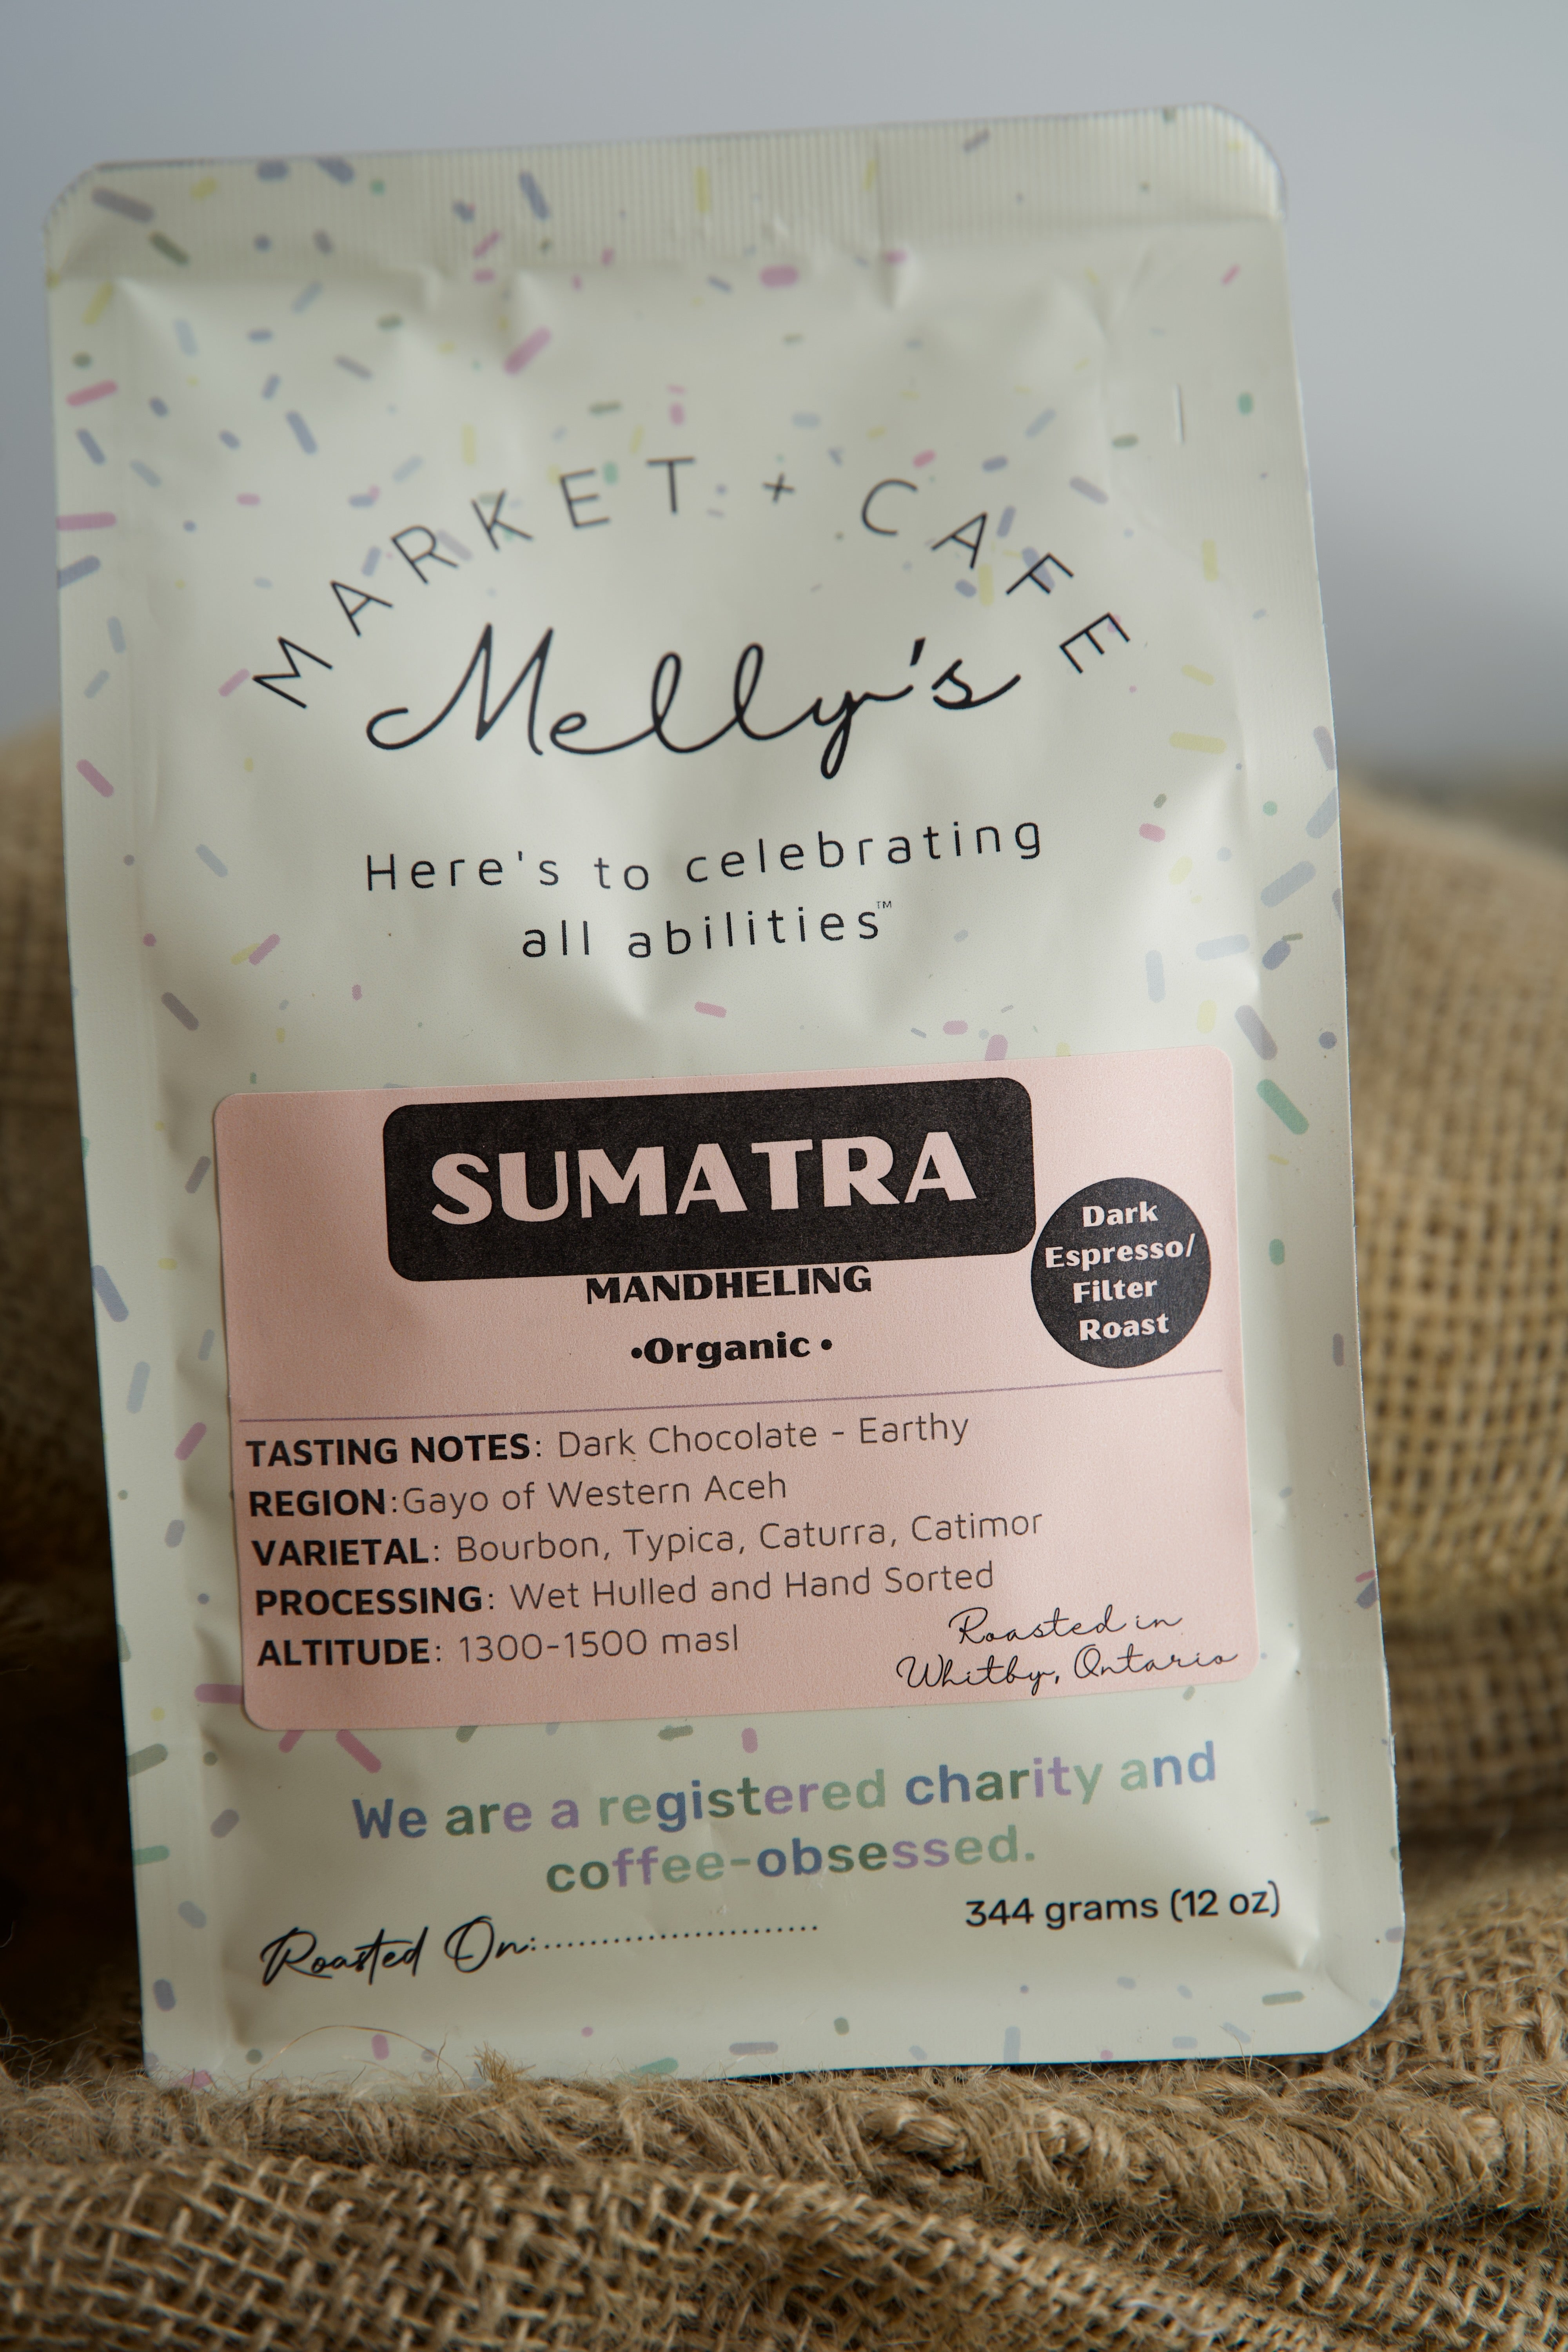 MARKET + CAFE
Melly's
Here's to celebrating
all abilities™
SUMATRA
MANDHELING
•Organic •
Dark
Espresso/
Filter
Roast
TASTING NOTES: Dark Chocolate - Earthy
REGION:Gayo of Western Aceh
VARIETAL: Bourbon, Typica, Caturra, Catimor
PROCESSING: Wet Hulled and Hand Sorted
ALTITUDE: 1300-1500 masl
Roasted in
Whitby, Ontario
We are a registered charity and
coffee-obsessed.
Roasted On:........................
344 grams (12 oz)